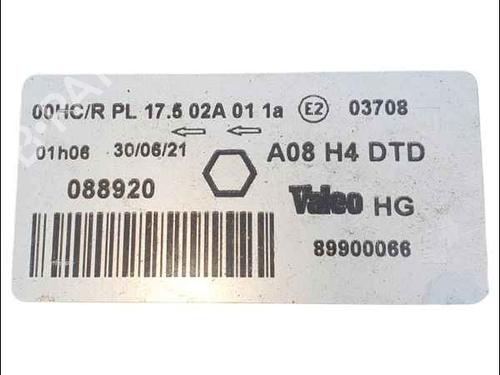 00HC/R PL 17.5 02A 01 1a E2 03708
01h06 30/06/21 A08 H4 DTD
088920
Valeo HG
89900066